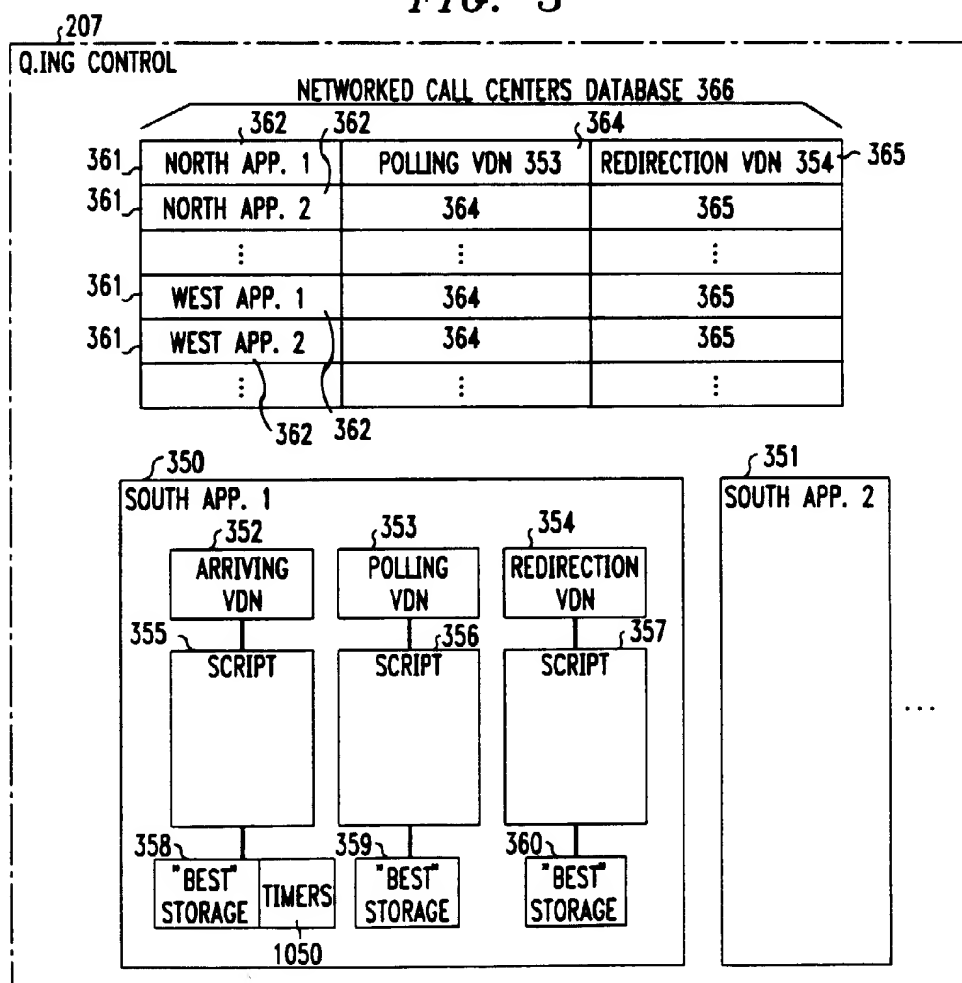 FIG. 3
207
Q.ING CONTROL
NETWORKED CALL CENTERS DATABASE 366
362 362 364
361 NORTH APP. 1 POLLING VDN 353 REDIRECTION VDN 354 365
361 NORTH APP. 2 364 365
⋮ ⋮ ⋮
361 WEST APP. 1 364 365
361 WEST APP. 2 364 365
⋮ ⋮ ⋮
362 362
350 351
SOUTH APP. 1 SOUTH APP. 2
352 353 354
ARRIVING POLLING REDIRECTION
VDN VDN VDN
355 356 357
SCRIPT SCRIPT SCRIPT
...
358 359 360
"BEST" TIMERS "BEST" "BEST"
STORAGE STORAGE STORAGE
1050